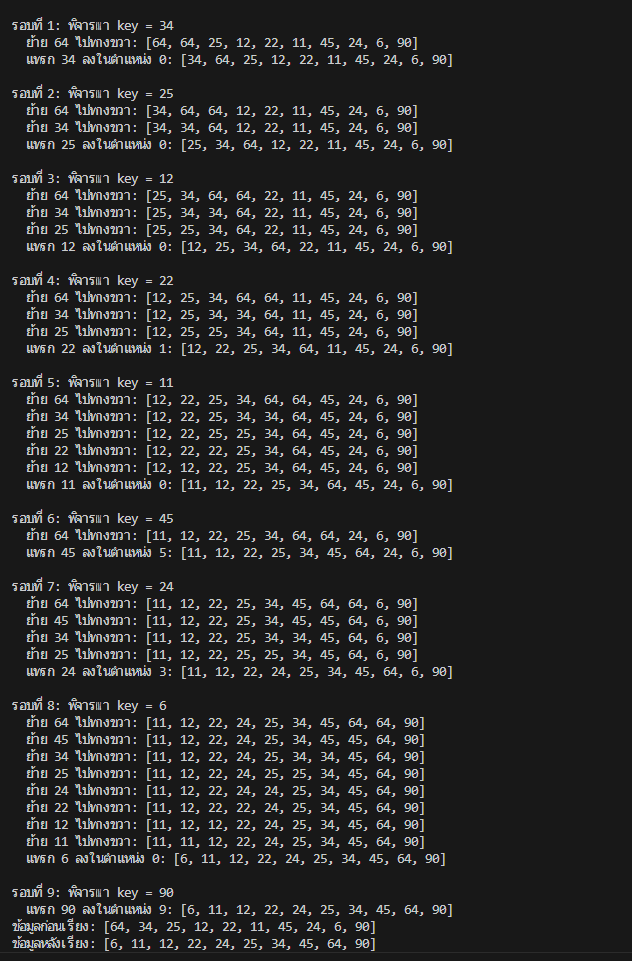 รอบที่ 1: พิจารณา key = 34
ย้าย 64 ไปทางขวา: [64, 64, 25, 12, 22, 11, 45, 24, 6, 90]
แทรก 34 ลงในตำแหน่ง 0: [34, 64, 25, 12, 22, 11, 45, 24, 6, 90]
รอบที่ 2: พิจารณา key = 25
ย้าย 64 ไปทางขวา: [34, 64, 64, 12, 22, 11, 45, 24, 6, 90]
ย้าย 34 ไปทางขวา: [34, 34, 64, 12, 22, 11, 45, 24, 6, 90]
แทรก 25 ลงในตำแหน่ง 0: [25, 34, 64, 12, 22, 11, 45, 24, 6, 90]
รอบที่ 3: พิจารณา key = 12
ย้าย 64 ไปทางขวา: [25, 34, 64, 64, 22, 11, 45, 24, 6, 90]
ย้าย 34 ไปทางขวา: [25, 34, 34, 64, 22, 11, 45, 24, 6, 90]
ย้าย 25 ไปทางขวา: [25, 25, 34, 64, 22, 11, 45, 24, 6, 90]
แทรก 12 ลงในตำแหน่ง 0: [12, 25, 34, 64, 22, 11, 45, 24, 6, 90]
รอบที่ 4: พิจารณา key = 22
ย้าย 64 ไปทางขวา: [12, 25, 34, 64, 64, 11, 45, 24, 6, 90]
ย้าย 34 ไปทางขวา: [12, 25, 34, 34, 64, 11, 45, 24, 6, 90]
ย้าย 25 ไปทางขวา: [12, 25, 25, 34, 64, 11, 45, 24, 6, 90]
แทรก 22 ลงในตำแหน่ง 1: [12, 22, 25, 34, 64, 11, 45, 24, 6, 90]
รอบที่ 5: พิจารณา key = 11
ย้าย 64 ไปทางขวา: [12, 22, 25, 34, 64, 64, 45, 24, 6, 90]
ย้าย 34 ไปทางขวา: [12, 22, 25, 34, 34, 64, 45, 24, 6, 90]
ย้าย 25 ไปทางขวา: [12, 22, 25, 25, 34, 64, 45, 24, 6, 90]
ย้าย 22 ไปทางขวา: [12, 22, 22, 25, 34, 64, 45, 24, 6, 90]
ย้าย 12 ไปทางขวา: [12, 12, 22, 25, 34, 64, 45, 24, 6, 90]
แทรก 11 ลงในตำแหน่ง 0: [11, 12, 22, 25, 34, 64, 45, 24, 6, 90]
รอบที่ 6: พิจารณา key = 45
ย้าย 64 ไปทางขวา: [11, 12, 22, 25, 34, 64, 64, 24, 6, 90]
แทรก 45 ลงในตำแหน่ง 5: [11, 12, 22, 25, 34, 45, 64, 24, 6, 90]
รอบที่ 7: พิจารณา key = 24
ย้าย 64 ไปทางขวา: [11, 12, 22, 25, 34, 45, 64, 64, 6, 90]
ย้าย 45 ไปทางขวา: [11, 12, 22, 25, 34, 45, 45, 64, 6, 90]
ย้าย 34 ไปทางขวา: [11, 12, 22, 25, 34, 34, 45, 64, 6, 90]
ย้าย 25 ไปทางขวา: [11, 12, 22, 25, 25, 34, 45, 64, 6, 90]
แทรก 24 ลงในตำแหน่ง 3: [11, 12, 22, 24, 25, 34, 45, 64, 6, 90]
รอบที่ 8: พิจารณา key = 6
ย้าย 64 ไปทางขวา: [11, 12, 22, 24, 25, 34, 45, 64, 64, 90]
ย้าย 45 ไปทางขวา: [11, 12, 22, 24, 25, 34, 45, 45, 64, 90]
ย้าย 34 ไปทางขวา: [11, 12, 22, 24, 25, 34, 34, 45, 64, 90]
ย้าย 25 ไปทางขวา: [11, 12, 22, 24, 25, 25, 34, 45, 64, 90]
ย้าย 24 ไปทางขวา: [11, 12, 22, 24, 24, 25, 34, 45, 64, 90]
ย้าย 22 ไปทางขวา: [11, 12, 22, 22, 24, 25, 34, 45, 64, 90]
ย้าย 12 ไปทางขวา: [11, 12, 12, 22, 24, 25, 34, 45, 64, 90]
ย้าย 11 ไปทางขวา: [11, 11, 12, 22, 24, 25, 34, 45, 64, 90]
แทรก 6 ลงในตำแหน่ง 0: [6, 11, 12, 22, 24, 25, 34, 45, 64, 90]
รอบที่ 9: พิจารณา key = 90
แทรก 90 ลงในตำแหน่ง 9: [6, 11, 12, 22, 24, 25, 34, 45, 64, 90]
ข้อมูลก่อนเรียง: [64, 34, 25, 12, 22, 11, 45, 24, 6, 90]
ข้อมูลหลังเรียง: [6, 11, 12, 22, 24, 25, 34, 45, 64, 90]